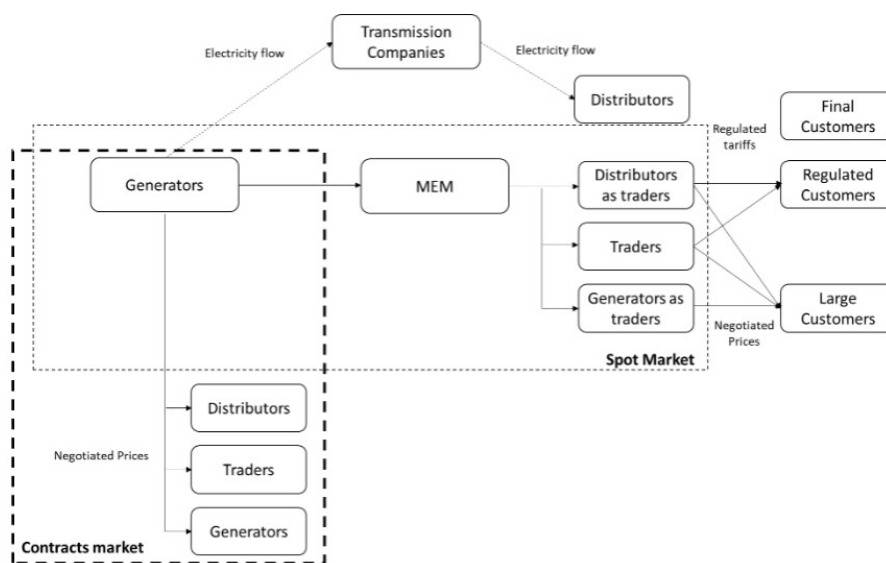 Transmission
Companies
Electricity flow
Electricity flow
Distributors
Final
Customers
Regulated
tariffs
Generators
MEM
Distributors
as traders
Regulated
Customers
Traders
Generators as
traders
Large
Customers
Negotiated
Prices
Spot Market
Distributors
Negotiated Prices
Traders
Generators
Contracts market